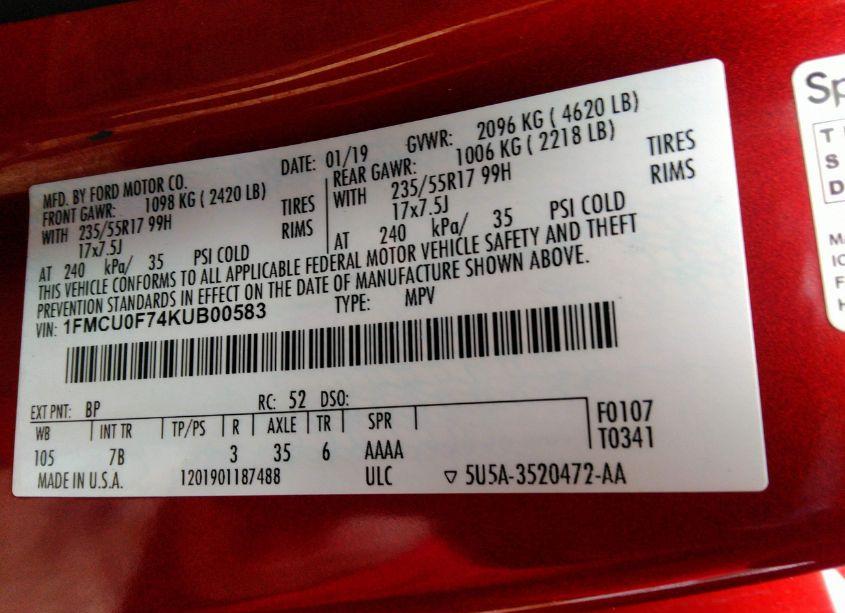 MFD. BY FORD MOTOR CO. DATE: 01/19 GVWR: 2096 KG ( 4620 LB)
FRONT GAWR: 1098 KG ( 2420 LB) REAR GAWR: 1006 KG ( 2218 LB)
WITH 235/55R17 99H TIRES WITH 235/55R17 99H TIRES
17x7.5J RIMS 17x7.5J RIMS
AT 240 kPa/ 35 PSI COLD AT 240 kPa/ 35 PSI COLD
THIS VEHICLE CONFORMS TO ALL APPLICABLE FEDERAL MOTOR VEHICLE SAFETY AND THEFT
PREVENTION STANDARDS IN EFFECT ON THE DATE OF MANUFACTURE SHOWN ABOVE.
VIN: 1FMCU0F74KUB00583 TYPE: MPV
EXT PNT: BP RC: 52 DSO:
WB INT TR TP/PS R AXLE TR SPR F0107
105 7B 3 35 6 AAAA T0341
MADE IN U.S.A. 1201901187488 ULC ▽ 5U5A-3520472-AA
Sp
T
S
D
M
IC
F
H